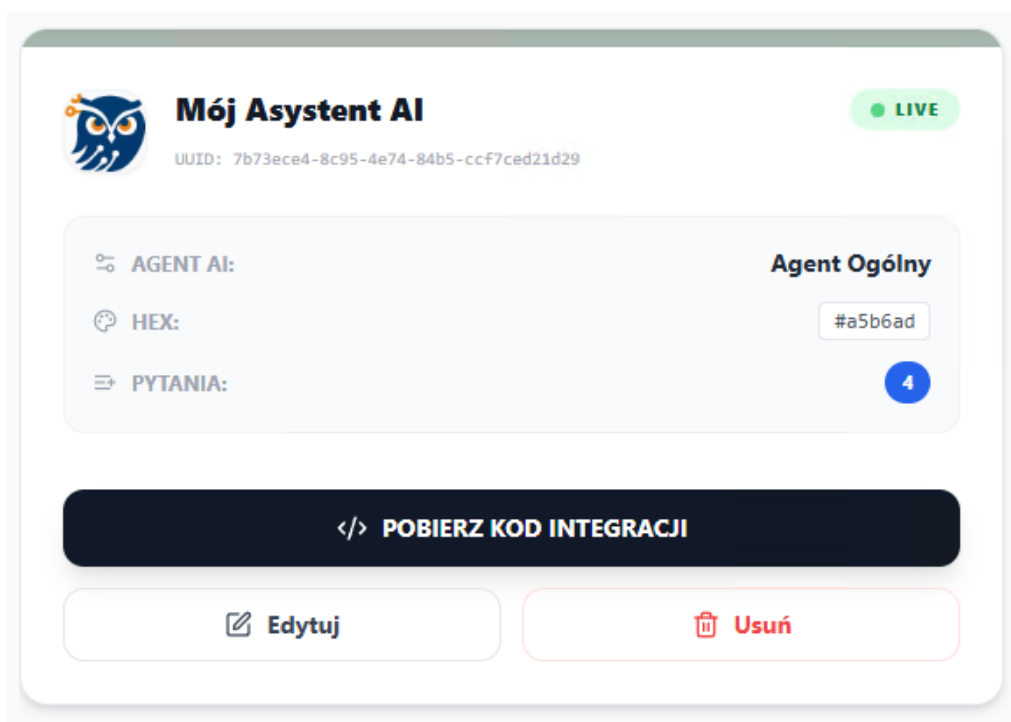 Mój Asystent AI
LIVE
UUID: 7b73ece4-8c95-4e74-84b5-ccf7ced21d29
AGENT AI:
Agent Ogólny
HEX:
#a5b6ad
PYTANIA:
4
</> POBIERZ KOD INTEGRACJI
Edytuj
Usuń